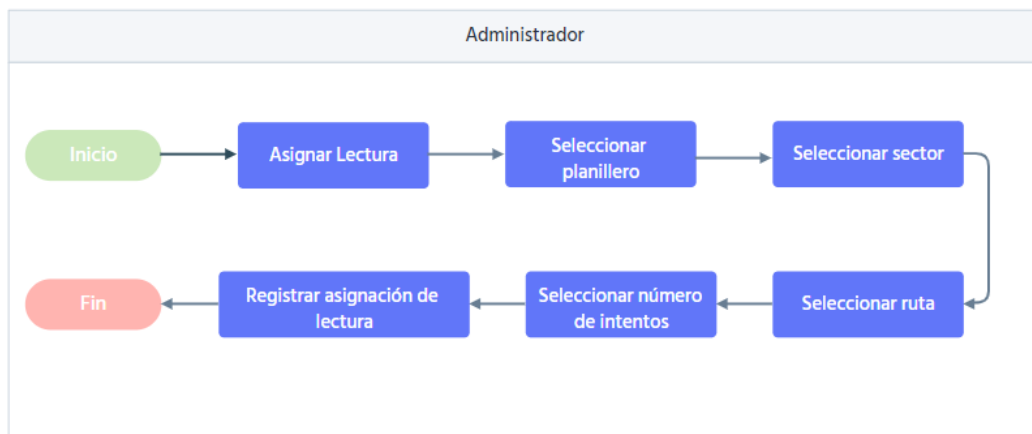 Administrador
Inicio
Asignar Lectura
Seleccionar
planillero
Seleccionar sector
Fin
Registrar asignación de
lectura
Seleccionar número
de intentos
Seleccionar ruta